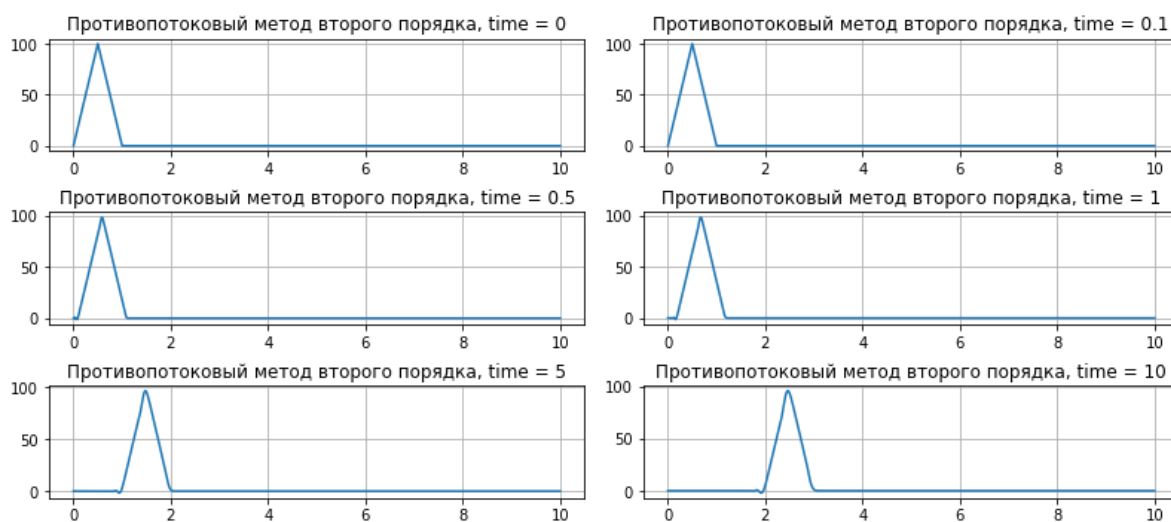 Противопотоковый метод второго порядка, time = 0
100
50
0
0 2 4 6 8 10
Противопотоковый метод второго порядка, time = 0.1
100
50
0
0 2 4 6 8 10
Противопотоковый метод второго порядка, time = 0.5
100
50
0
0 2 4 6 8 10
Противопотоковый метод второго порядка, time = 1
100
50
0
0 2 4 6 8 10
Противопотоковый метод второго порядка, time = 5
100
50
0
0 2 4 6 8 10
Противопотоковый метод второго порядка, time = 10
100
50
0
0 2 4 6 8 10